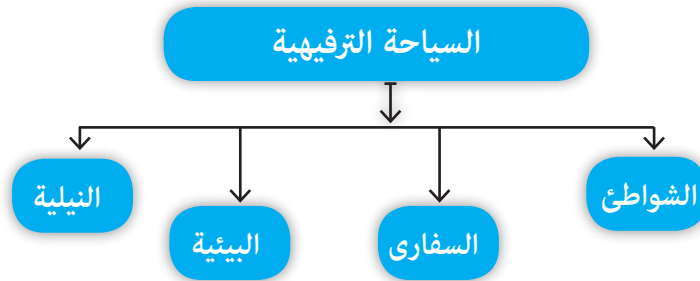 السياحة الترفيهية
الشواطئ
السفارى
البيئية
النيلية